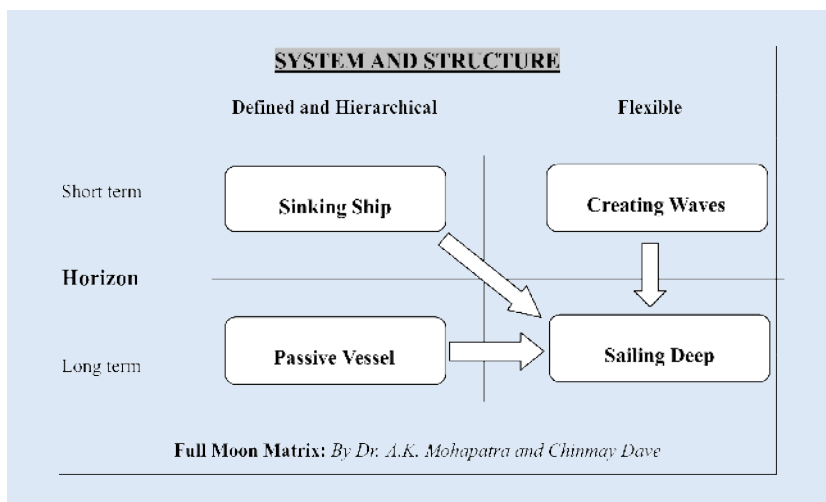 SYSTEM AND STRUCTURE
Defined and Hierarchical Flexible
Short term
Sinking Ship Creating Waves
Horizon
Passive Vessel Sailing Deep
Long term
Full Moon Matrix: By Dr. A.K. Mohapatra and Chinmay Dave